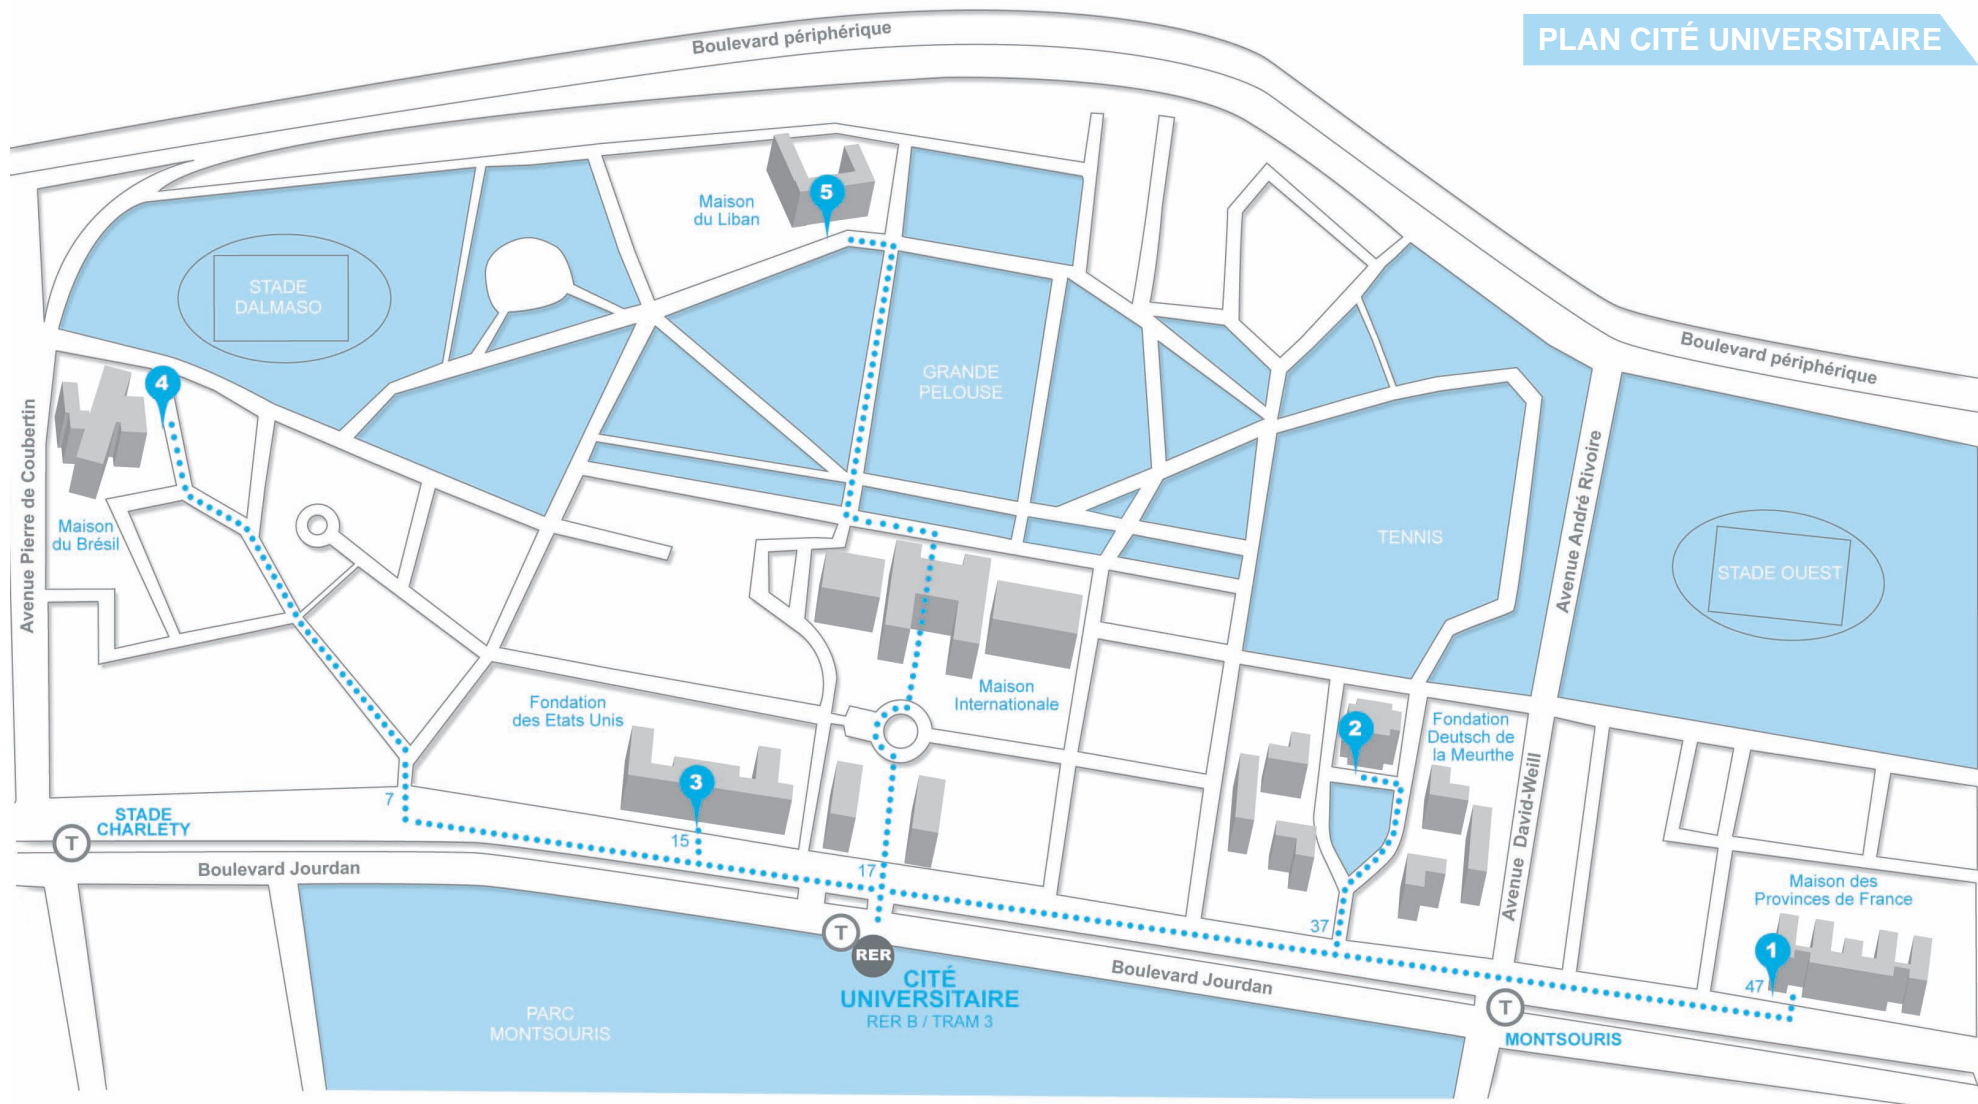 PLAN CITÉ UNIVERSITAIRE
Boulevard périphérique
5
Maison
du Liban
STADE
DALMASO
GRANDE
PELOUSE
Boulevard périphérique
4
Avenue Pierre de Coubertin
Maison
du Brésil
Avenue André Rivoire
TENNIS
STADE OUEST
Maison
Internationale
Fondation
des Etats Unis
2
Fondation
Deutsch de
la Meurthe
3
7
15
17
Avenue David-Weill
STADE
CHARLETY
T
Boulevard Jourdan
Maison des
Provinces de France
37
1
47
T
RER
CITÉ
UNIVERSITAIRE
RER B / TRAM 3
Boulevard Jourdan
T
MONTSOURIS
PARC
MONTSOURIS